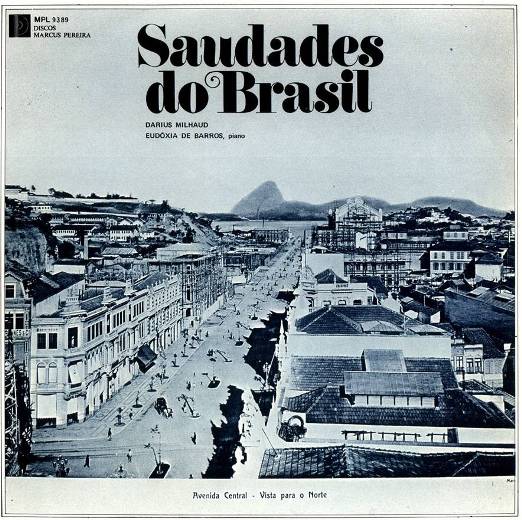 MPL 9389
DISCOS
MARCUS PEREIRA
Saudades
do Brasil
DARIUS MILHAUD
EUDÓXIA DE BARROS, piano
Avenida Central - Vista para o Norte